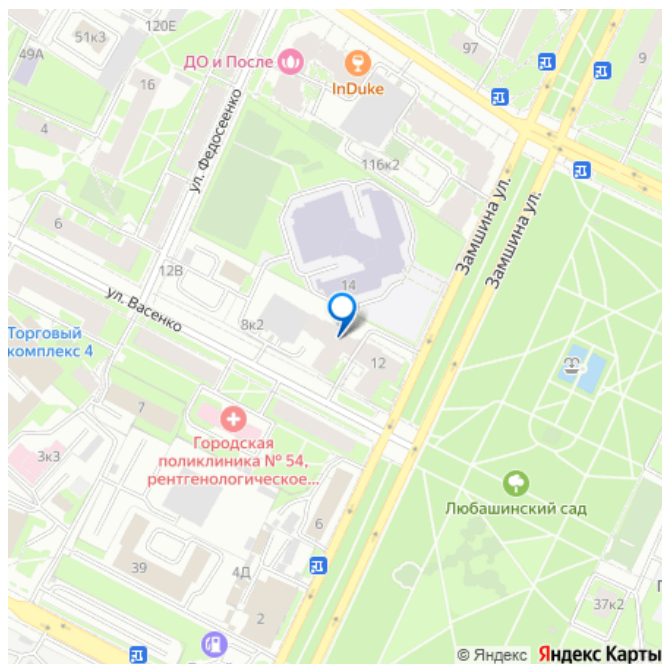 120Е
51к3
49А
ДО и После
97
9
InDuke
16
4
ул. Федосеенко
116к2
Замшина ул.
Замшина ул.
6
12В
14
ул. Васенко
8к2
Торговый
комплекс 4
12
7
Городская
поликлиника № 54,
рентгенологическое...
3к3
Любашинский сад
6
39
4Д
2
37к2
© Яндекс Яндекс Карты